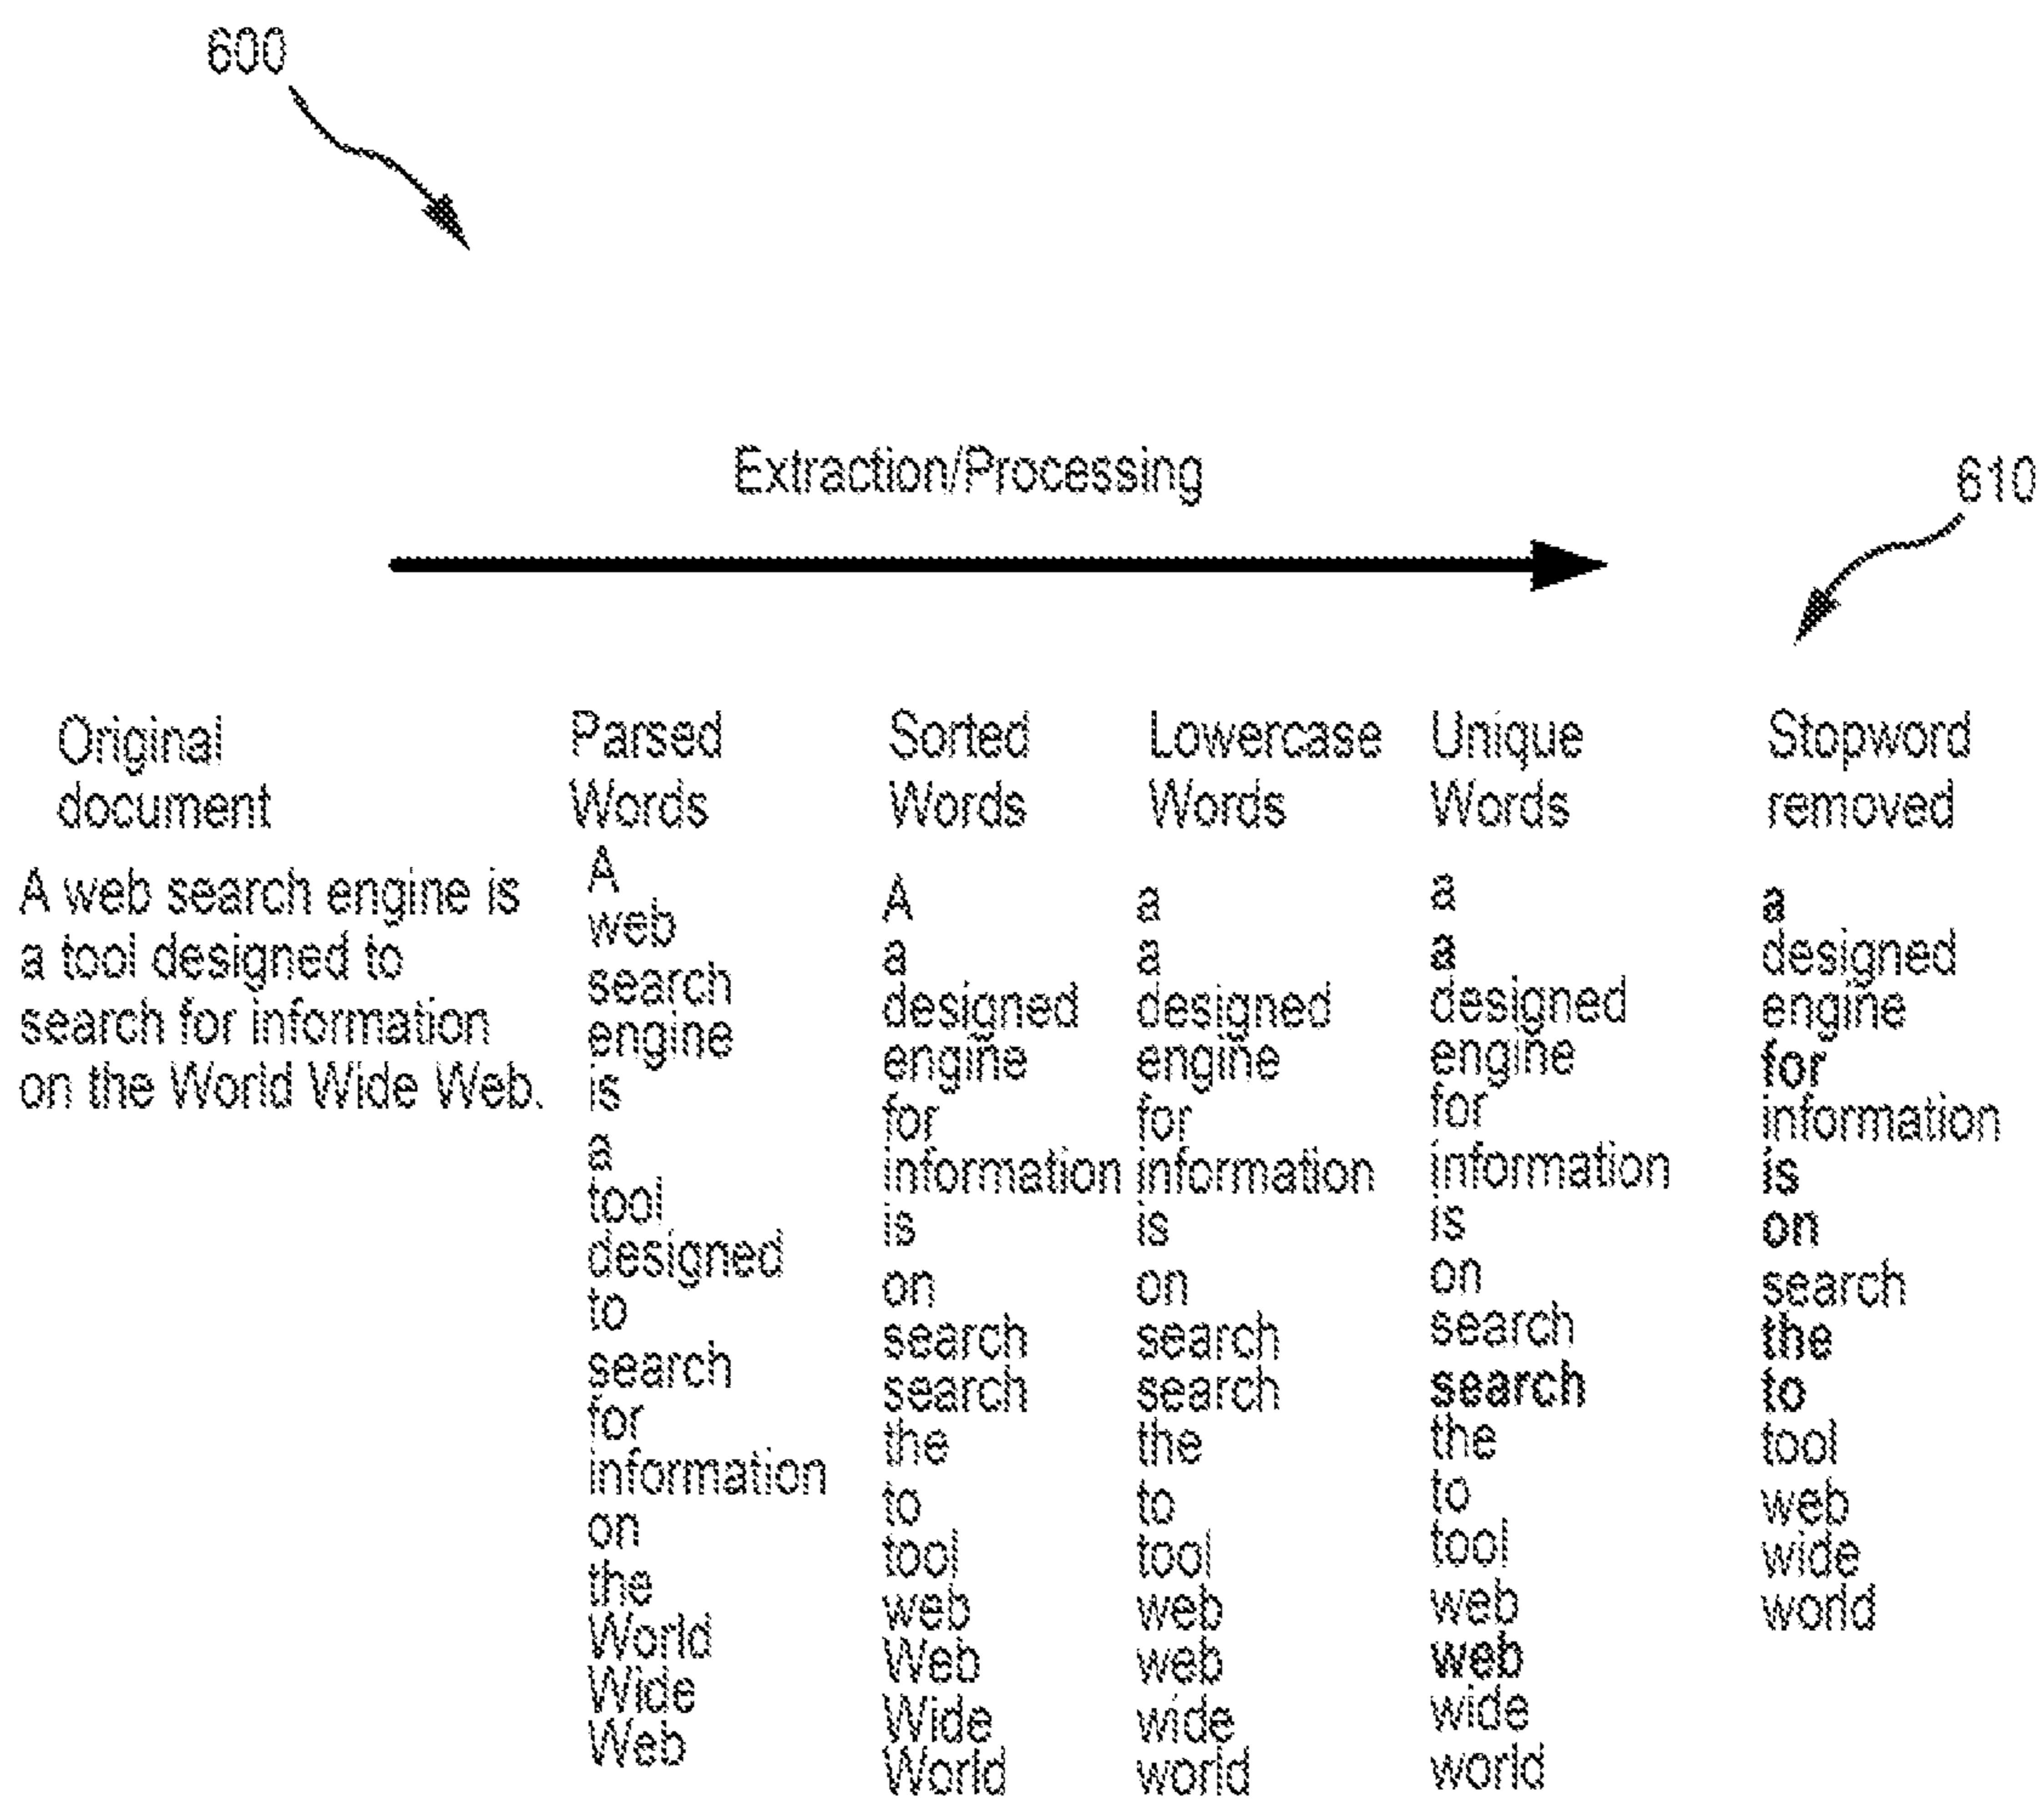 600
Extraction/Processing
610
Original
document
A web search engine is
a tool designed to
search for information
on the World Wide Web.
Parsed
Words
A
web
search
engine
is
a
tool
designed
to
search
for
information
on
the
World
Wide
Web
Sorted
Words
A
a
designed
engine
for
information
is
on
search
search
the
to
tool
web
Web
Wide
World
Lowercase
Words
a
a
designed
engine
for
information
is
on
search
search
the
to
tool
web
web
wide
world
Unique
Words
a
a
designed
engine
for
information
is
on
search
search
the
to
tool
web
web
wide
world
Stopword
removed
a
designed
engine
for
information
is
on
search
the
to
tool
web
wide
world